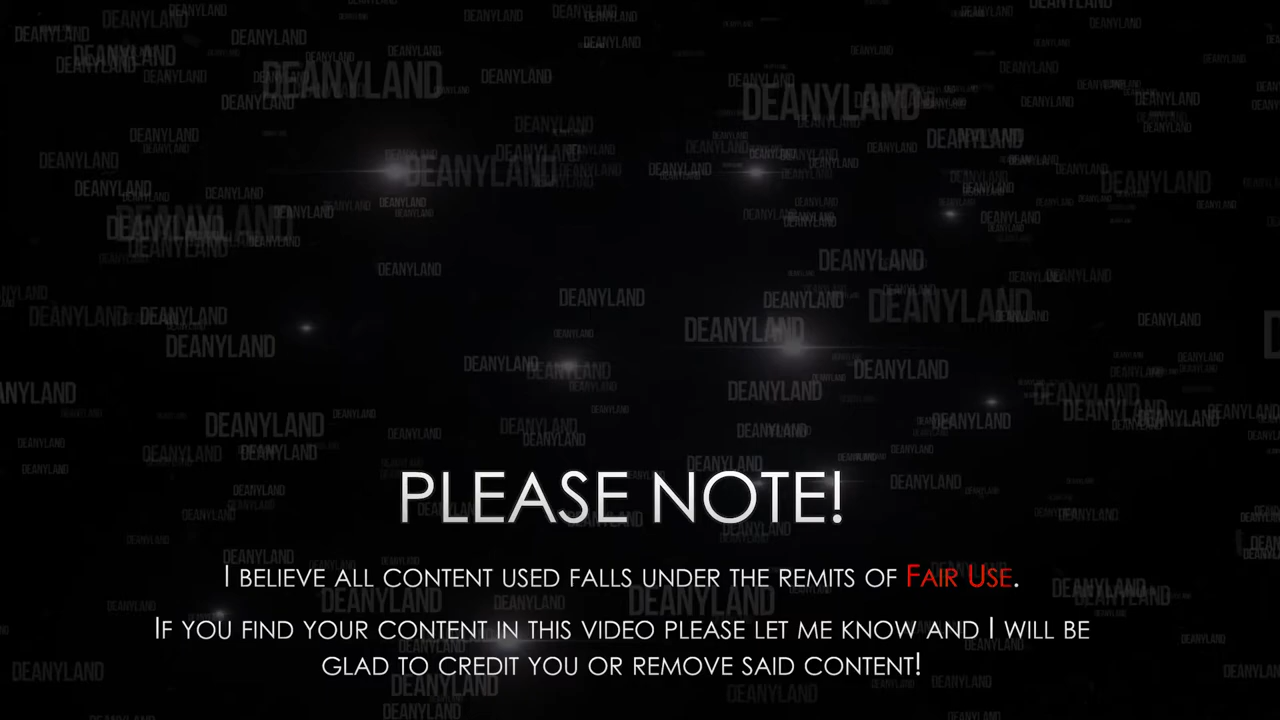 DEANYLAND
PLEASE NOTE!
I BELIEVE ALL CONTENT USED FALLS UNDER THE REMITS OF FAIR USE.
IF YOU FIND YOUR CONTENT IN THIS VIDEO PLEASE LET ME KNOW AND I WILL BE
GLAD TO CREDIT YOU OR REMOVE SAID CONTENT!